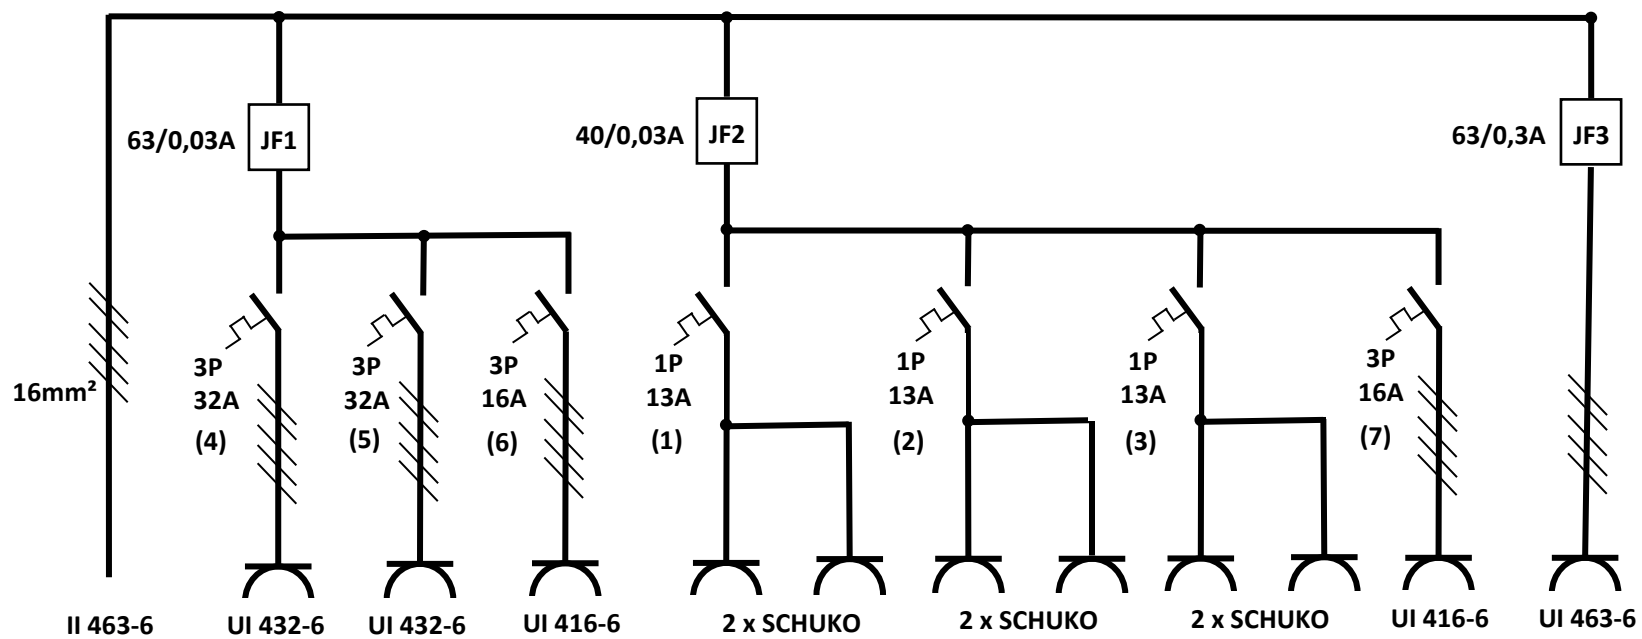 63/0,03A
JF1
40/0,03A
JF2
63/0,3A
JF3
16mm²
3P
32A
(4)
3P
32A
(5)
3P
16A
(6)
1P
13A
(1)
1P
13A
(2)
1P
13A
(3)
3P
16A
(7)
II 463-6
UI 432-6
UI 432-6
UI 416-6
2 x SCHUKO
2 x SCHUKO
2 x SCHUKO
UI 416-6
UI 463-6